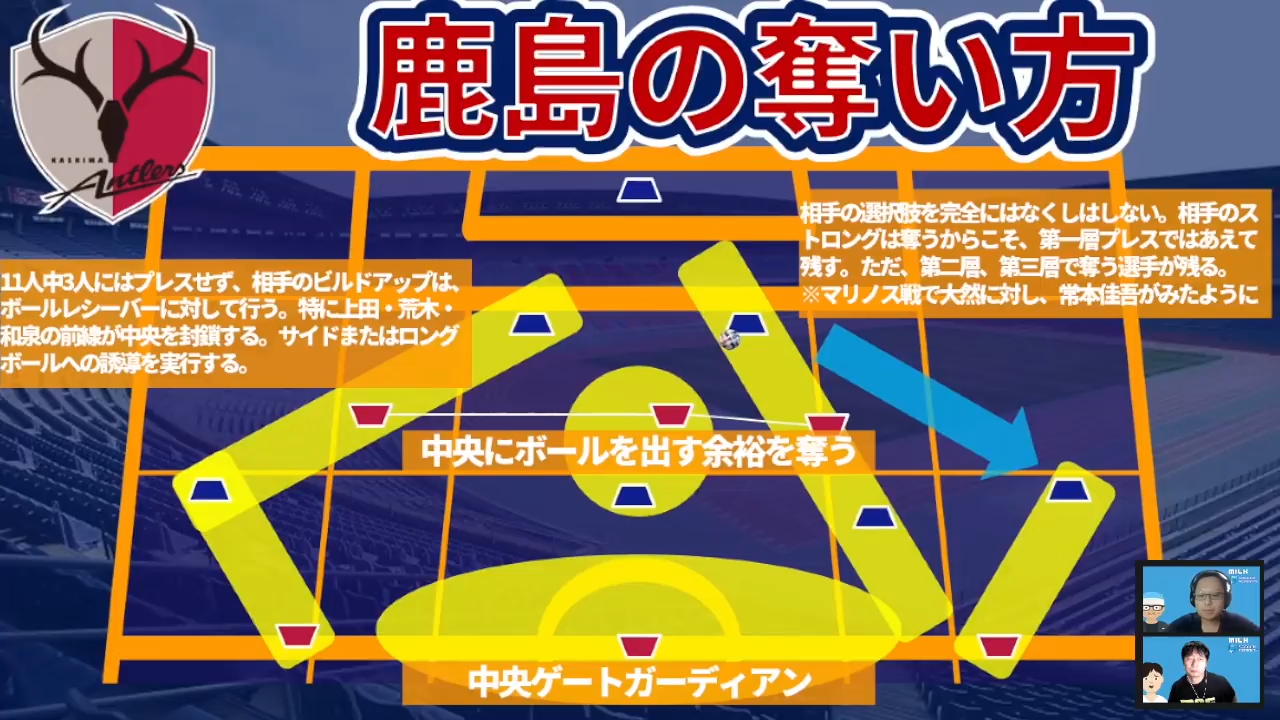 鹿島の奪い方
KASHIMA
Antlers
相手の選択肢を完全にはなくしはしない。相手のス
トロングは奪うからこそ、第一層プレスではあえて
残す。ただ、第二層、第三層で奪う選手が残る。
※マリノス戦で大然に対し、常本佳吾がみたように
11人中3人にはプレスせず、相手のビルドアップは、
ボールレシーバーに対して行う。特に上田・荒木・
和泉の前線が中央を封鎖する。サイドまたはロング
ボールへの誘導を実行する。
中央にボールを出す余裕を奪う
中央ゲートガーディアン
MILK
MILK